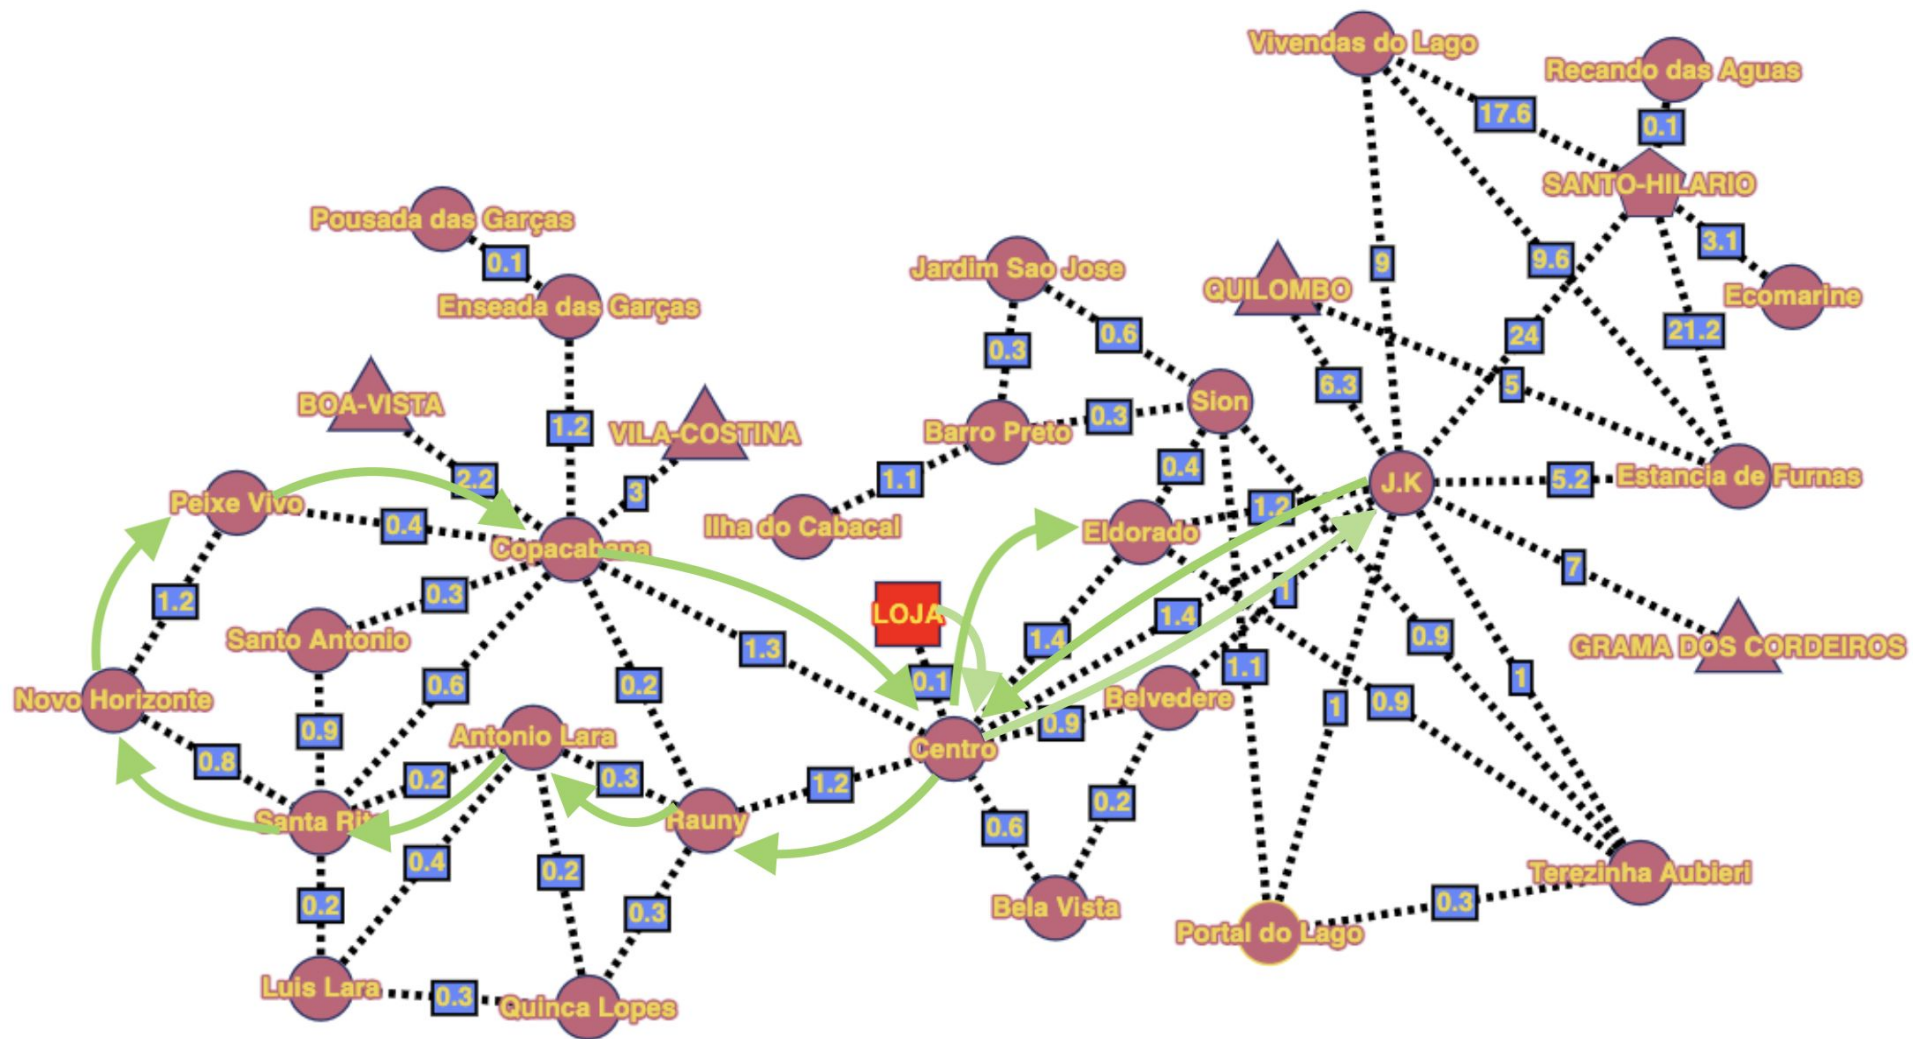 Vivendas do Lago
Recando das Aguas
17.6
0.1
SANTO-HILARIO
Pousada das Garças
3.1
0.1
Jardim Sao Jose
9
9.6
QUILOMBO
Ecomarine
Enseada das Garças
0.6
24
21.2
0.3
6.3
5
BOA-VISTA
Sion
1.2
VILA-COSTINA
Barro Preto
0.3
0.4
2.2
1.1
J.K
5.2
Estancia de Furnas
3
Peixe Vivo
1.2
0.4
Ilha do Cabacal
Eldorado
Copacabana
7
1
0.3
1.2
LOJA
1.4
Santo Antonio
1.4
0.9
GRAMA DOS CORDEIROS
1.3
1.1
1
0.6
0.2
0.1
Novo Horizonte
Belvedere
0.9
1
0.9
0.9
Antonio Lara
Centro
0.8
0.2
0.3
1.2
0.2
Santa Rita
Rauny
0.6
0.4
0.2
Terezinha Aubieri
0.2
0.3
Bela Vista
0.3
Portal do Lago
Luis Lara
0.3
Quinca Lopes